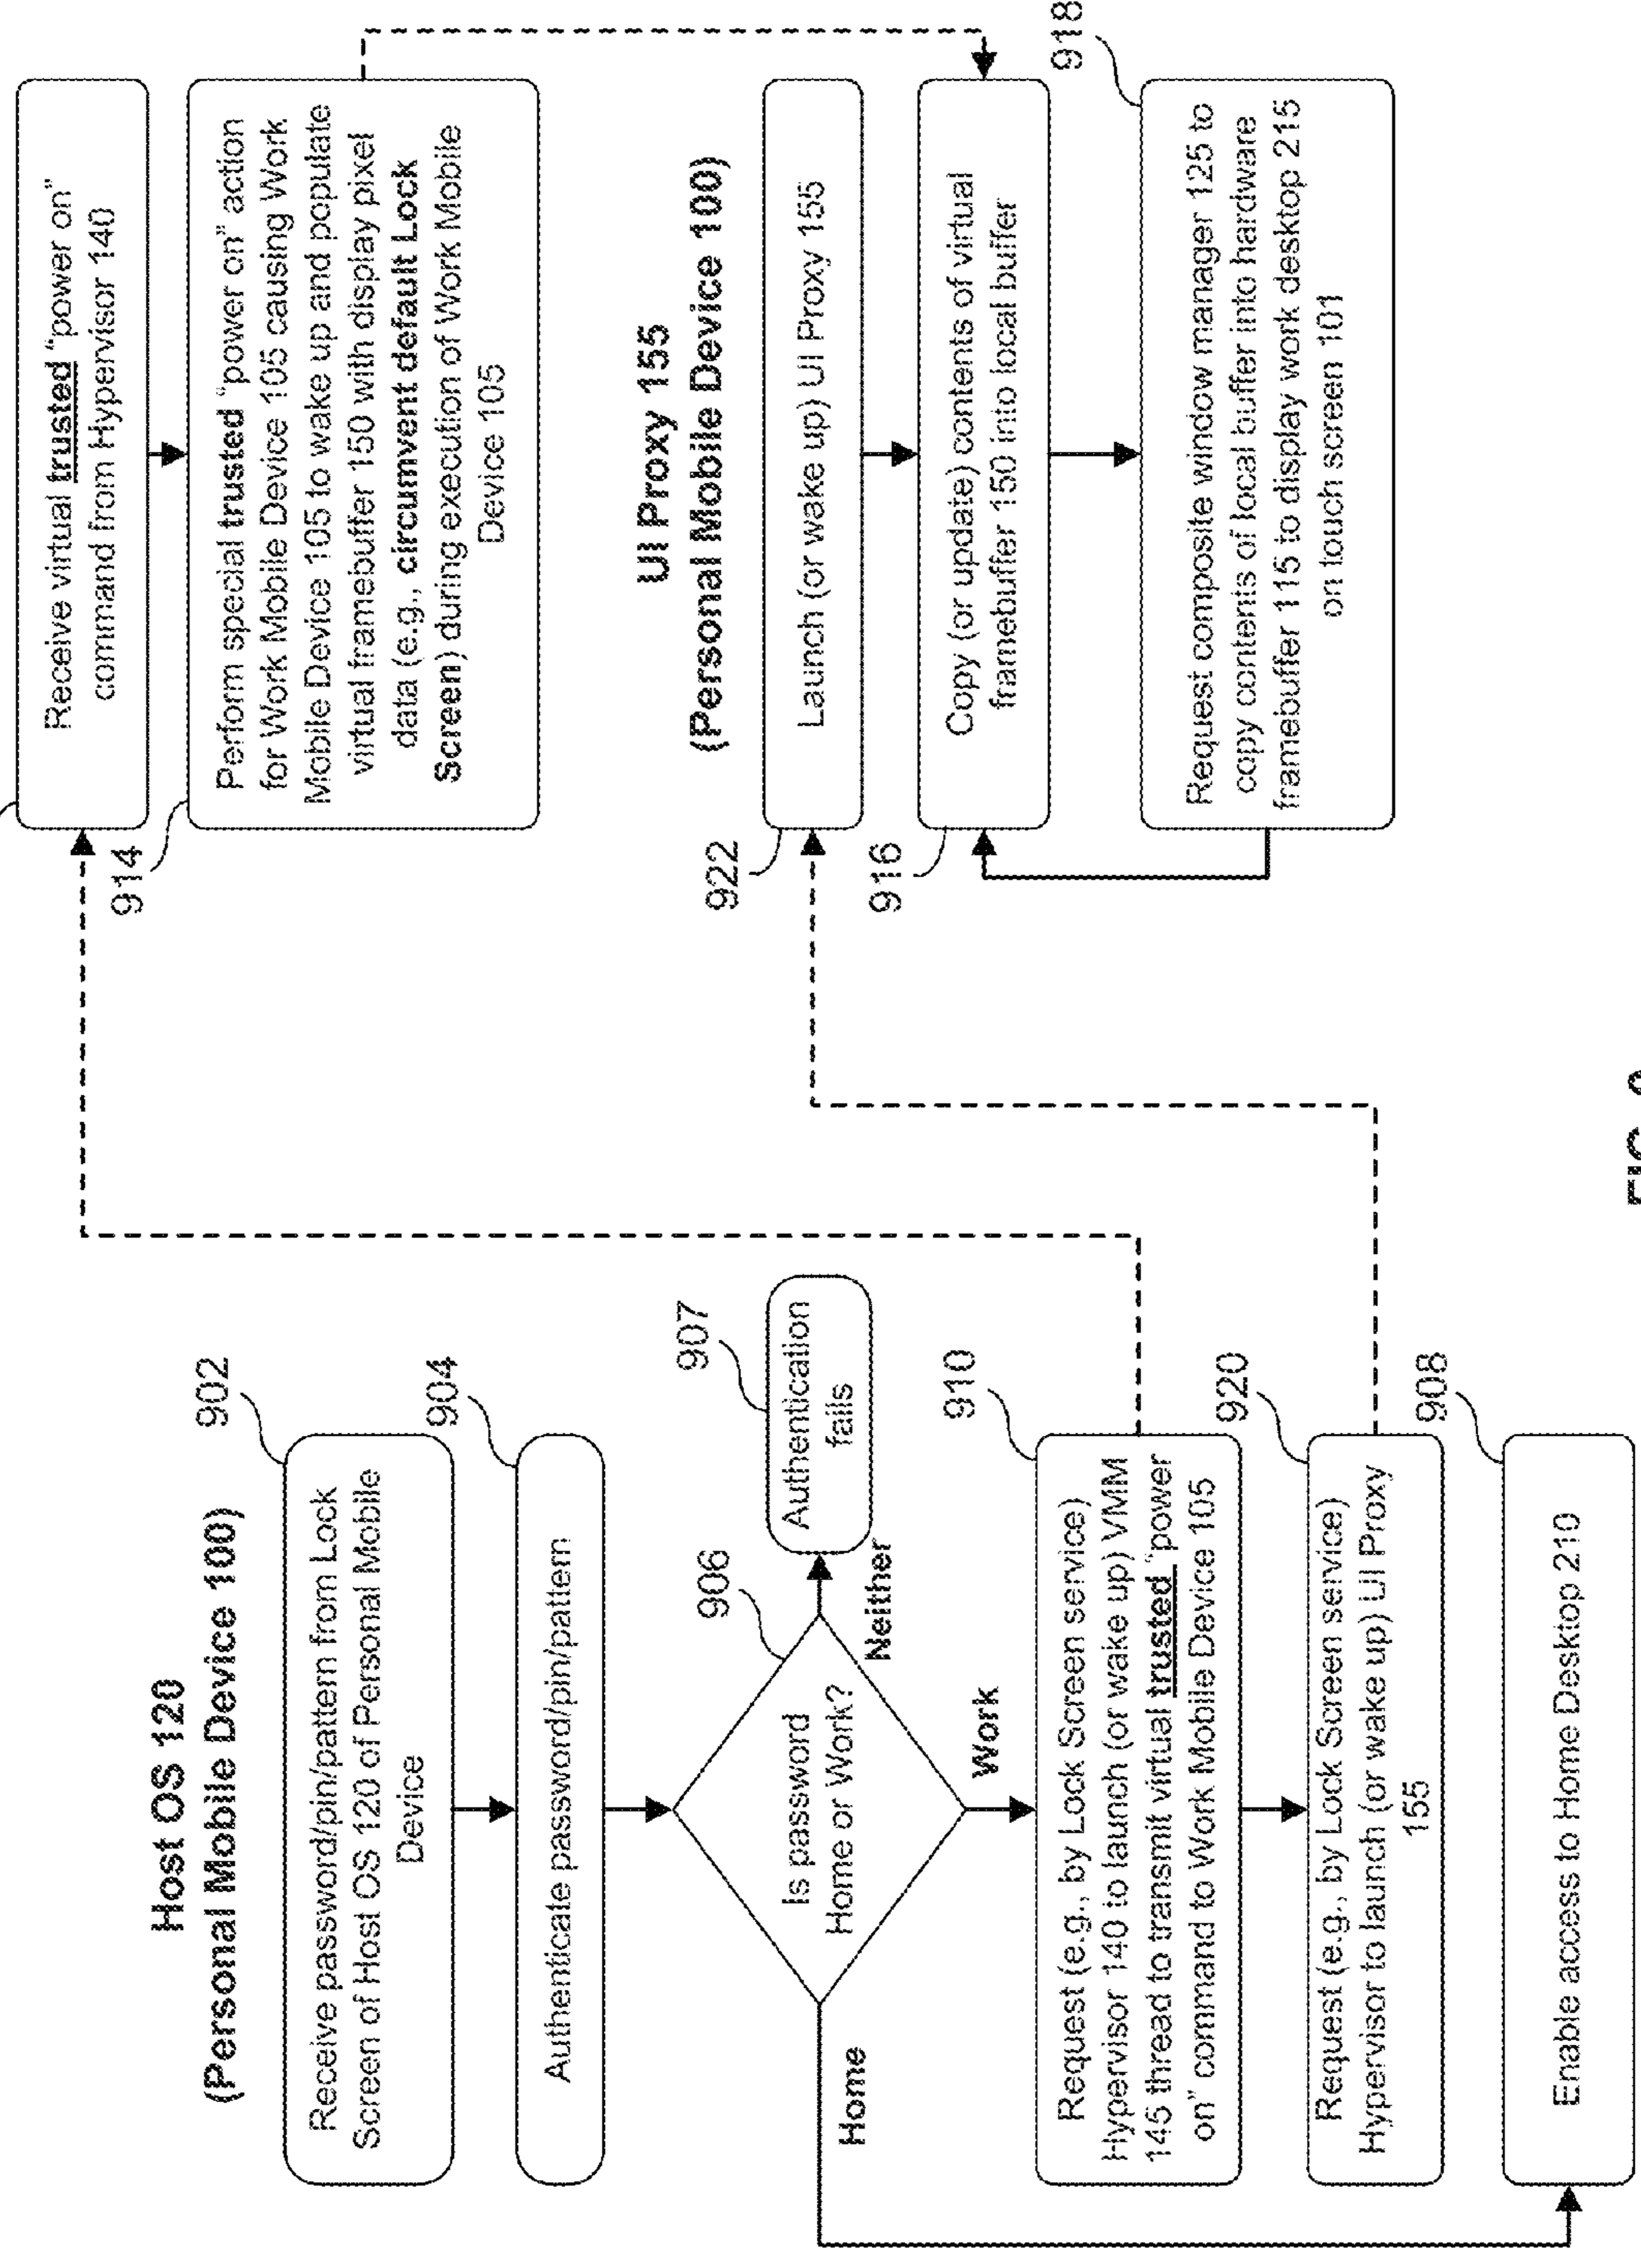 Host OS 120
(Personal Mobile Device 100)
902
Receive password/pin/pattern from Lock
Screen of Host OS 120 of Personal Mobile
Device
904
Authenticate password/pin/pattern
906
Is password
Home or Work?
907
Authentication
fails
Neither
Work
Home
910
Request (e.g., by Lock Screen service)
Hypervisor 140 to launch (or wake up) VMM
145 thread to transmit virtual trusted "power
on" command to Work Mobile Device 105
920
Request (e.g., by Lock Screen service)
Hypervisor to launch (or wake up) UI Proxy
155
908
Enable access to Home Desktop 210
Receive virtual trusted "power on"
command from Hypervisor 140
914
Perform special trusted "power on" action
for Work Mobile Device 105 causing Work
Mobile Device 105 to wake up and populate
virtual framebuffer 150 with display pixel
data (e.g., circumvent default Lock
Screen) during execution of Work Mobile
Device 105
UI Proxy 155
(Personal Mobile Device 100)
922
Launch (or wake up) UI Proxy 155
916
Copy (or update) contents of virtual
framebuffer 150 into local buffer
918
Request composite window manager 125 to
copy contents of local buffer into hardware
framebuffer 115 to display work desktop 215
on touch screen 101